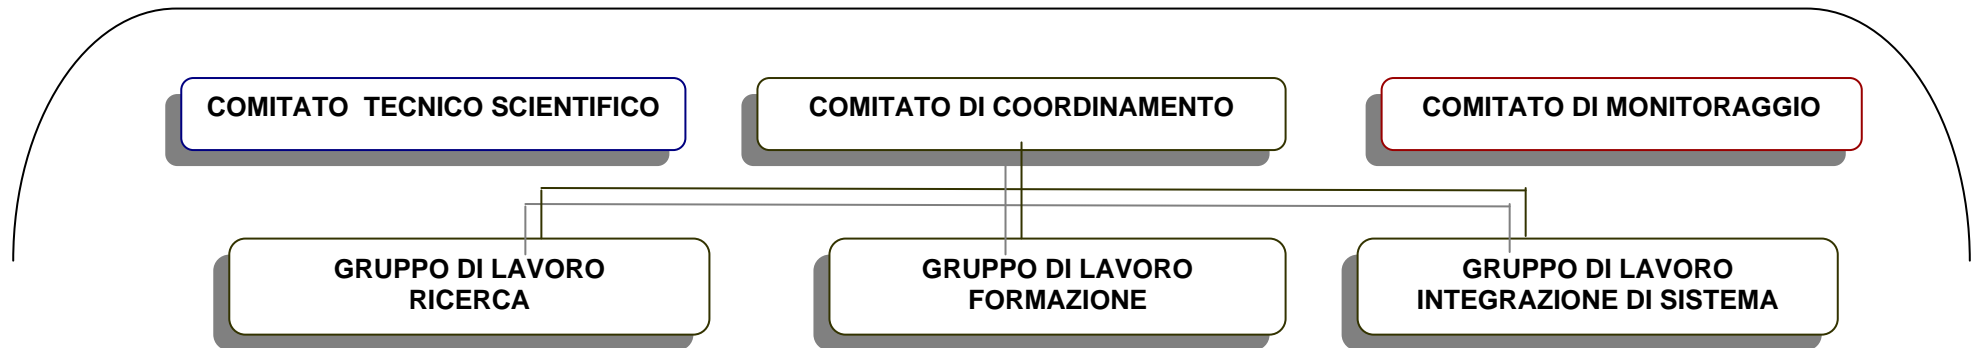 COMITATO TECNICO SCIENTIFICO
COMITATO DI COORDINAMENTO
COMITATO DI MONITORAGGIO
GRUPPO DI LAVORO
RICERCA
GRUPPO DI LAVORO
FORMAZIONE
GRUPPO DI LAVORO
INTEGRAZIONE DI SISTEMA